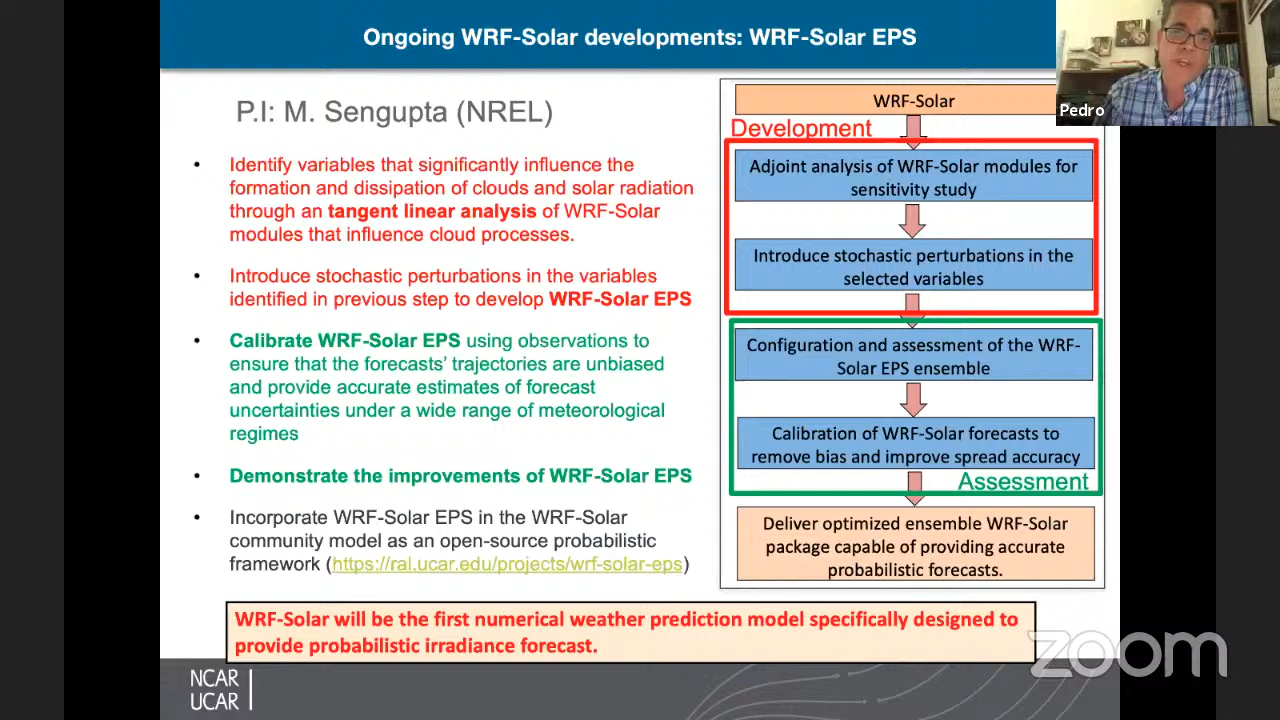 Ongoing WRF-Solar developments: WRF-Solar EPS
Pedro
P.I: M. Sengupta (NREL)
Identify variables that significantly influence the
formation and dissipation of clouds and solar radiation
through an tangent linear analysis of WRF-Solar
modules that influence cloud processes.
Introduce stochastic perturbations in the variables
identified in previous step to develop WRF-Solar EPS
Calibrate WRF-Solar EPS using observations to
ensure that the forecasts' trajectories are unbiased
and provide accurate estimates of forecast
uncertainties under a wide range of meteorological
regimes
Demonstrate the improvements of WRF-Solar EPS
Incorporate WRF-Solar EPS in the WRF-Solar
community model as an open-source probabilistic
framework (https://ral.ucar.edu/projects/wrf-solar-eps)
WRF-Solar
Development
Adjoint analysis of WRF-Solar modules for
sensitivity study
Introduce stochastic perturbations in the
selected variables
Configuration and assessment of the WRF-
Solar EPS ensemble
Calibration of WRF-Solar forecasts to
remove bias and improve spread accuracy
Assessment
Deliver optimized ensemble WRF-Solar
package capable of providing accurate
probabilistic forecasts.
WRF-Solar will be the first numerical weather prediction model specifically designed to
provide probabilistic irradiance forecast.
NCAR
UCAR
zoom